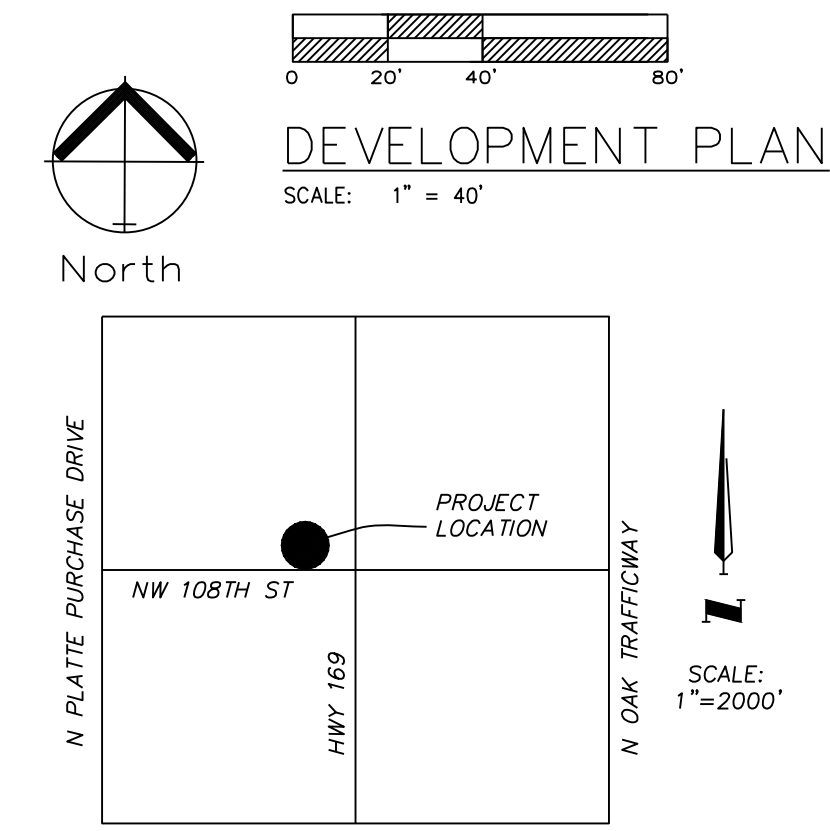 0 20' 40' 80'
DEVELOPMENT PLAN
SCALE: 1" = 40'
North
N PLATTE PURCHASE DRIVE
PROJECT
LOCATION
NW 108TH ST
HWY 169
N OAK TRAFFICWAY
N
SCALE:
1"=2000'